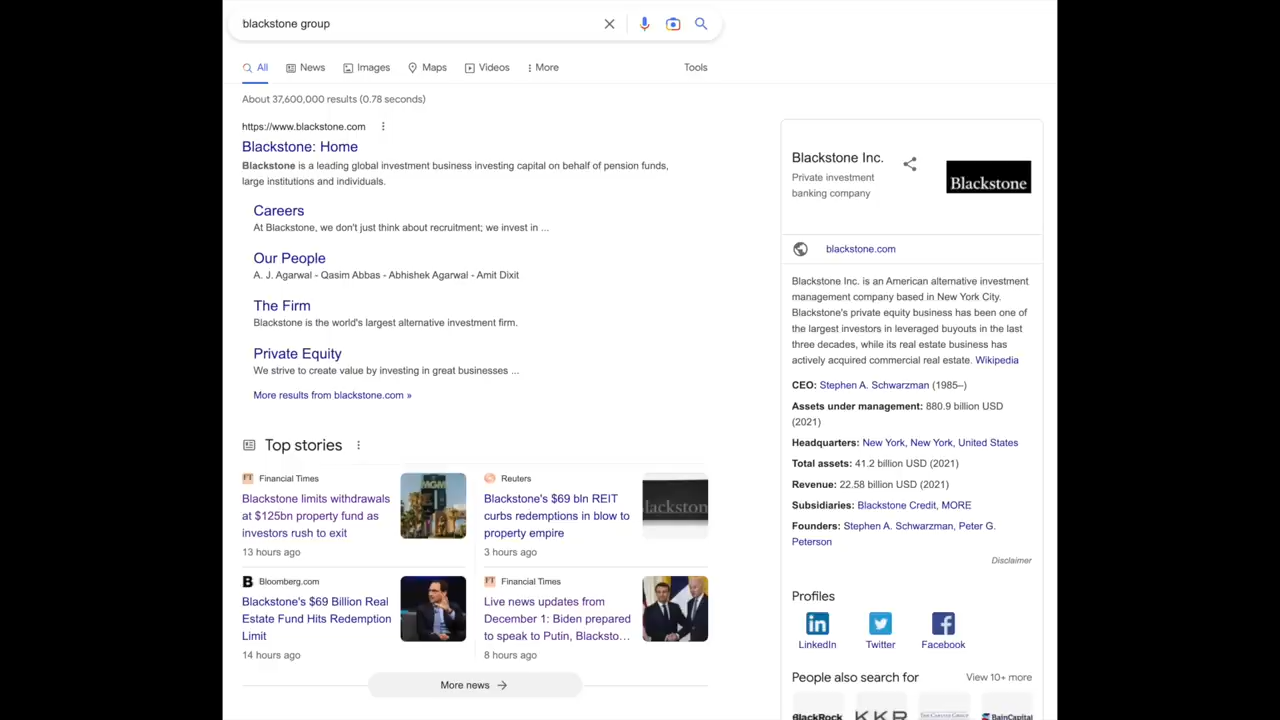 blackstone group
All
News
Images
Maps
Videos
More
Tools
About 37,600,000 results (0.78 seconds)
https://www.blackstone.com
Blackstone: Home
Blackstone is a leading global investment business investing capital on behalf of pension funds,
large institutions and individuals.
Careers
At Blackstone, we don't just think about recruitment; we invest in ...
Our People
A. J. Agarwal - Qasim Abbas - Abhishek Agarwal - Amit Dixit
The Firm
Blackstone is the world's largest alternative investment firm.
Private Equity
We strive to create value by investing in great businesses ...
More results from blackstone.com »
Top stories
FT Financial Times
Blackstone limits withdrawals
at $125bn property fund as
investors rush to exit
13 hours ago
MGM
Reuters
Blackstone's $69 bln REIT
curbs redemptions in blow to
property empire
3 hours ago
B Bloomberg.com
Blackstone's $69 Billion Real
Estate Fund Hits Redemption
Limit
14 hours ago
FT Financial Times
Live news updates from
December 1: Biden prepared
to speak to Putin, Blacksto...
8 hours ago
More news
Blackstone Inc.
Private investment
banking company
Blackstone
blackstone.com
Blackstone Inc. is an American alternative investment
management company based in New York City.
Blackstone's private equity business has been one of
the largest investors in leveraged buyouts in the last
three decades, while its real estate business has
actively acquired commercial real estate. Wikipedia
CEO: Stephen A. Schwarzman (1985–)
Assets under management: 880.9 billion USD
(2021)
Headquarters: New York, New York, United States
Total assets: 41.2 billion USD (2021)
Revenue: 22.58 billion USD (2021)
Subsidiaries: Blackstone Credit, MORE
Founders: Stephen A. Schwarzman, Peter G.
Peterson
Disclaimer
Profiles
LinkedIn
Twitter
Facebook
People also search for
View 10+ more
BlackRock
KKR
BainCapital